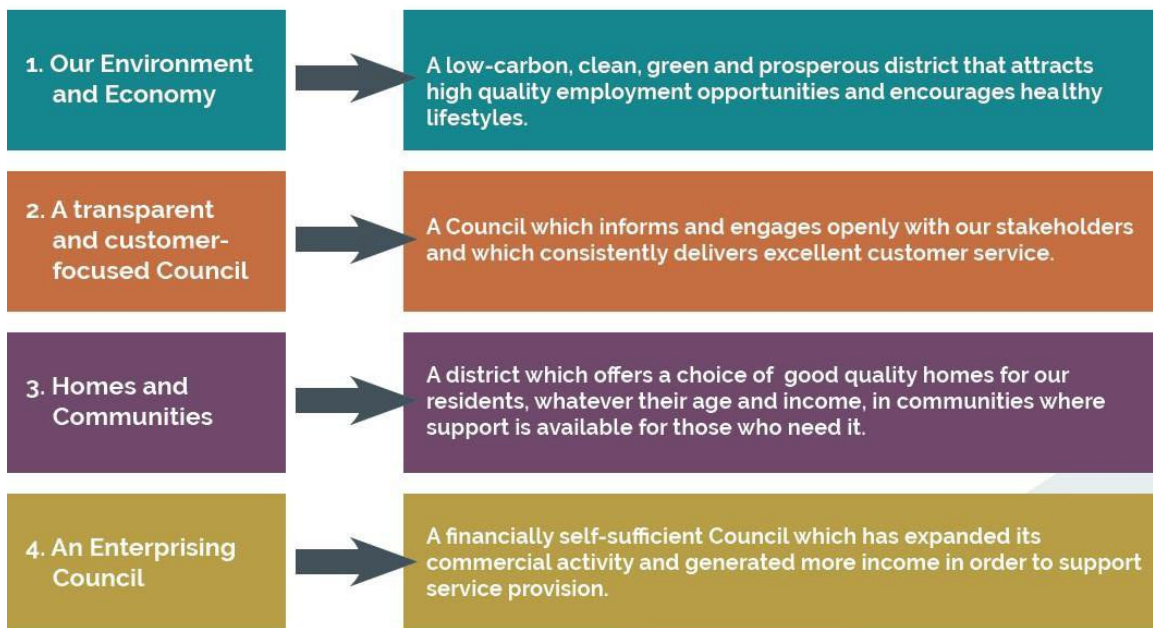 1. Our Environment
and Economy
A low-carbon, clean, green and prosperous district that attracts
high quality employment opportunities and encourages healthy
lifestyles.
2. A transparent
and customer-
focused Council
A Council which informs and engages openly with our stakeholders
and which consistently delivers excellent customer service.
3. Homes and
Communities
A district which offers a choice of good quality homes for our
residents, whatever their age and income, in communities where
support is available for those who need it.
4. An Enterprising
Council
A financially self-sufficient Council which has expanded its
commercial activity and generated more income in order to support
service provision.